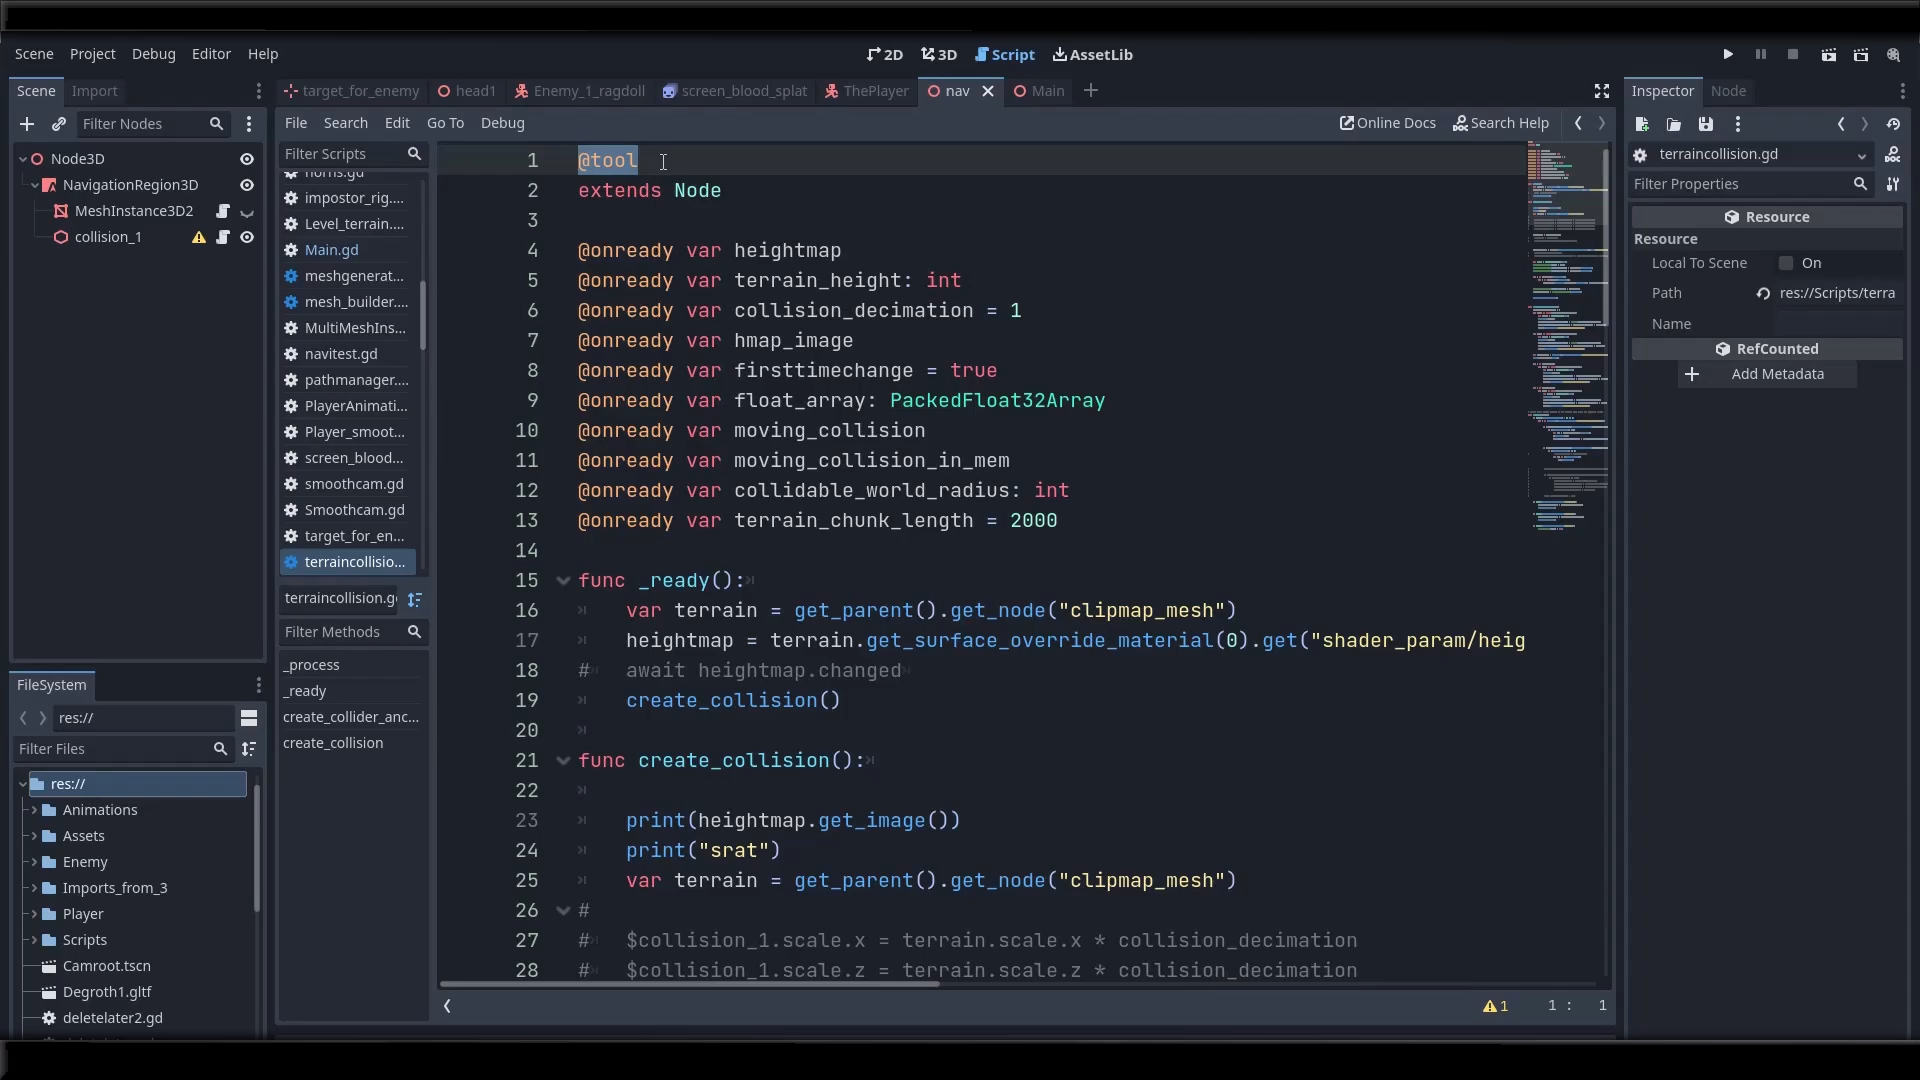 Scene Project Debug Editor Help
2D 3D Script AssetLib
Scene Import
target_for_enemy head1 Enemy_1_ragdoll screen_blood_splat ThePlayer nav Main
Inspector Node
Filter Nodes
Node3D
NavigationRegion3D
MeshInstance3D2
collision_1
FileSystem
res://
Filter Files
res://
Animations
Assets
Enemy
Imports_from_3
Player
Scripts
Camroot.tscn
Degroth1.gltf
deletelater2.gd
File Search Edit Go To Debug
Online Docs Search Help
Filter Scripts
horns.gd
impostor_rig....
Level_terrain....
Main.gd
meshgenerat...
mesh_builder....
MultiMeshIns...
navitest.gd
pathmanager....
PlayerAnimati...
Player_smoot...
screen_blood...
smoothcam.gd
Smoothcam.gd
target_for_en...
terraincollisio...
terraincollision.g
Filter Methods
_process
_ready
create_collider_anc...
create_collision
1 @tool
2 extends Node
3
4 @onready var heightmap
5 @onready var terrain_height: int
6 @onready var collision_decimation = 1
7 @onready var hmap_image
8 @onready var firsttimechange = true
9 @onready var float_array: PackedFloat32Array
10 @onready var moving_collision
11 @onready var moving_collision_in_mem
12 @onready var collidable_world_radius: int
13 @onready var terrain_chunk_length = 2000
14
15 func _ready():
16 var terrain = get_parent().get_node("clipmap_mesh")
17 heightmap = terrain.get_surface_override_material(0).get("shader_param/heig
18 # await heightmap.changed
19 create_collision()
20
21 func create_collision():
22
23 print(heightmap.get_image())
24 print("srat")
25 var terrain = get_parent().get_node("clipmap_mesh")
26 #
27 # $collision_1.scale.x = terrain.scale.x * collision_decimation
28 # $collision_1.scale.z = terrain.scale.z * collision_decimation
1 1 : 1
terraincollision.gd
Filter Properties
Resource
Resource
Local To Scene On
Path res://Scripts/terra
Name
RefCounted
Add Metadata